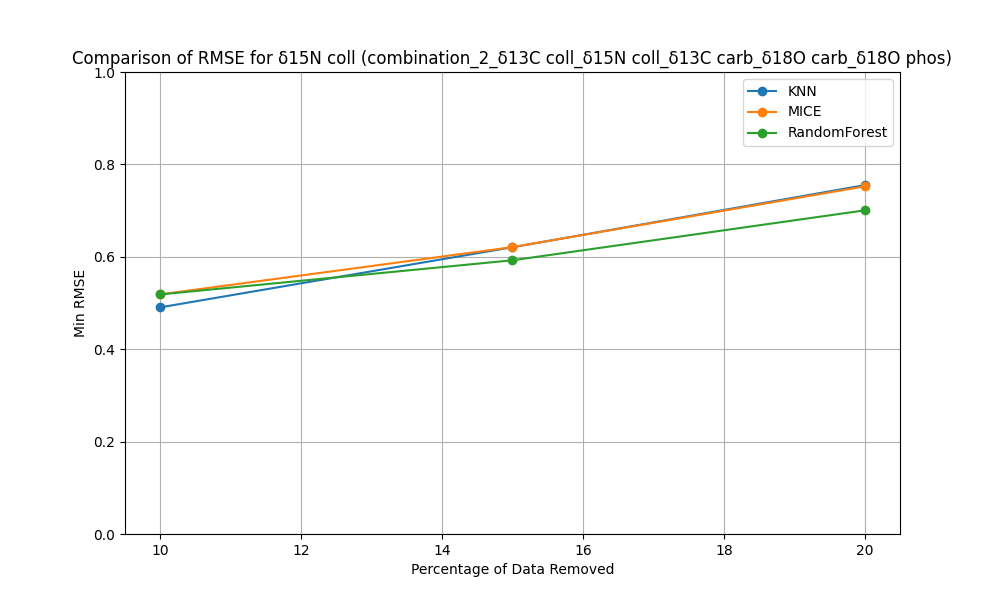 Comparison of RMSE for δ15N coll (combination_2_δ13C coll_δ15N coll_δ13C carb_δ18O carb_δ18O phos)
KNN
MICE
RandomForest
Min RMSE
1.0
0.8
0.6
0.4
0.2
0.0
10 12 14 16 18 20
Percentage of Data Removed